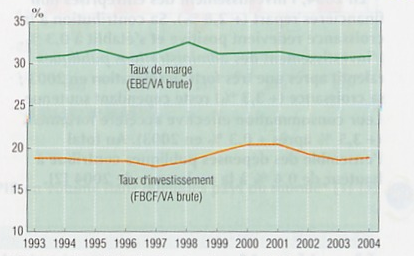 %
35
30
25
20
15
10
Taux de marge
(EBE/VA brute)
Taux d'investissement
(FBCF/VA brute)
1993 1994 1995 1996 1997 1998 1999 2000 2001 2002 2003 2004